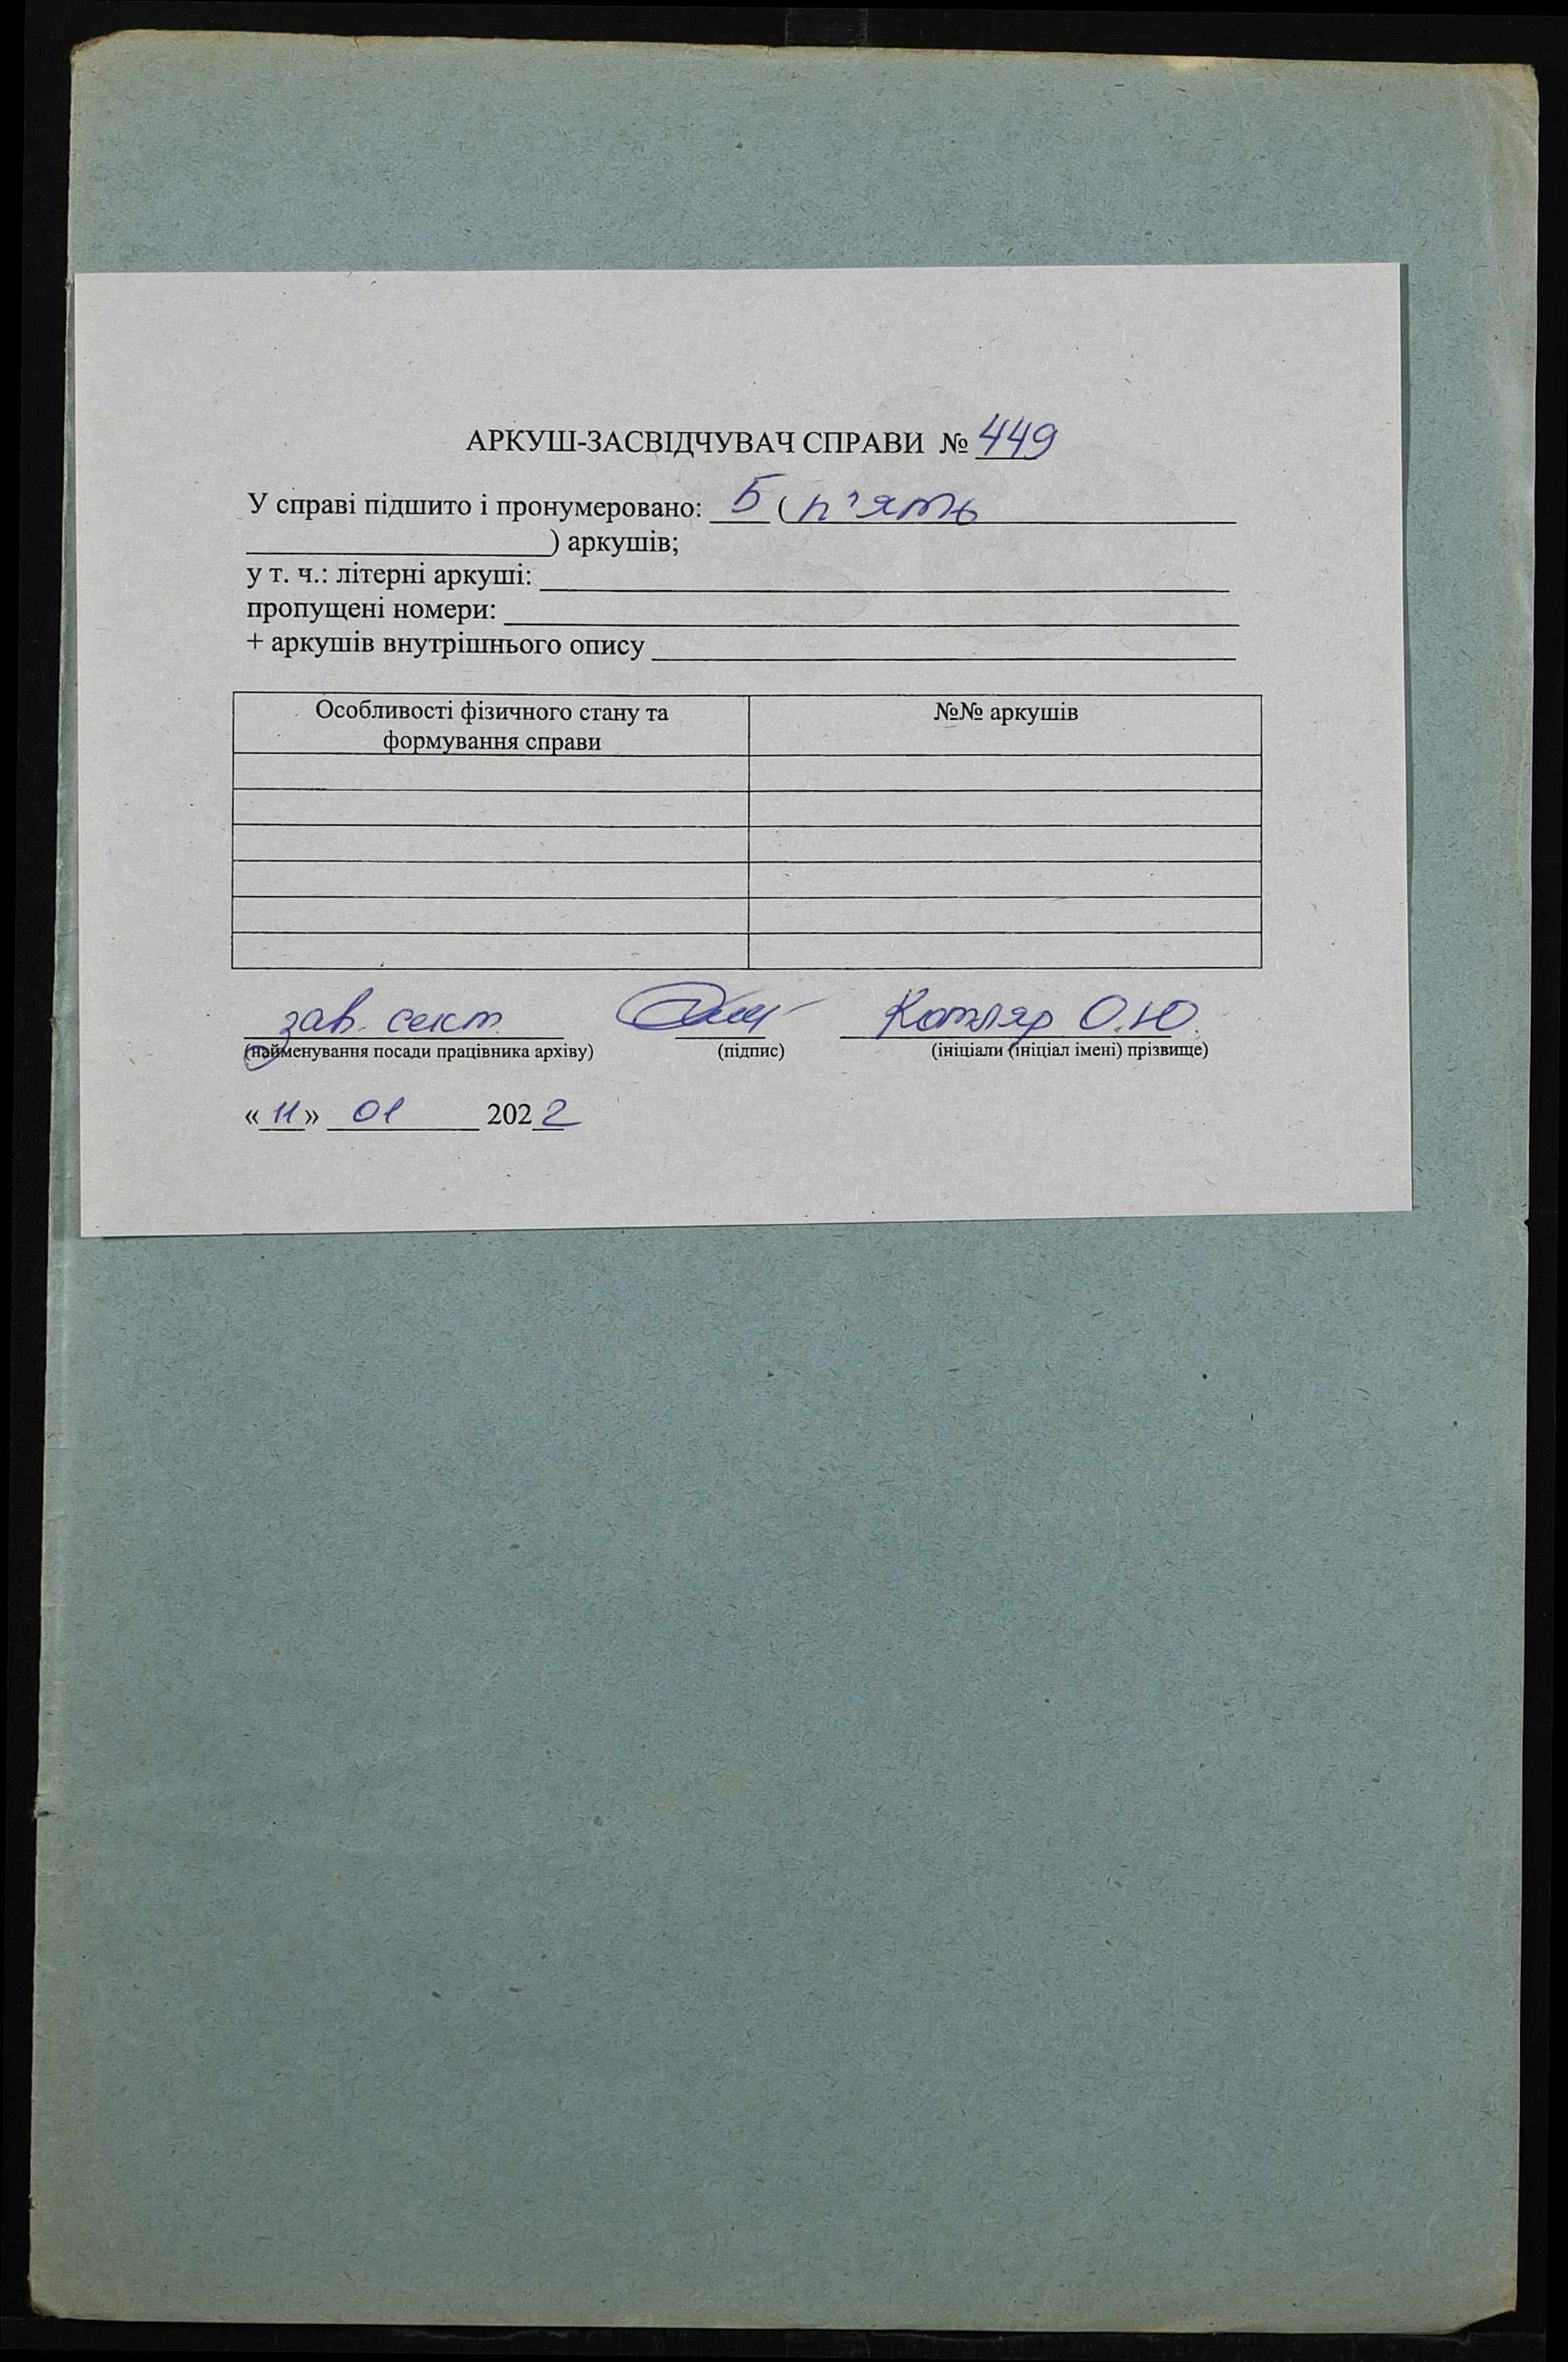 АРКУШ-ЗАСВІДЧУВАЧ СПРАВИ № 449
У справі підшито і пронумеровано: 5 (п'ять
) аркушів;
у т. ч.: літерні аркуші:
пропущені номери:
+ аркушів внутрішнього опису
Особливості фізичного стану та формування справи
№№ аркушів
зав. сект. Котляр О.Ю.
(найменування посади працівника архіву) (підпис) (ініціали (ініціал імені) прізвище)
«11» 01 2022